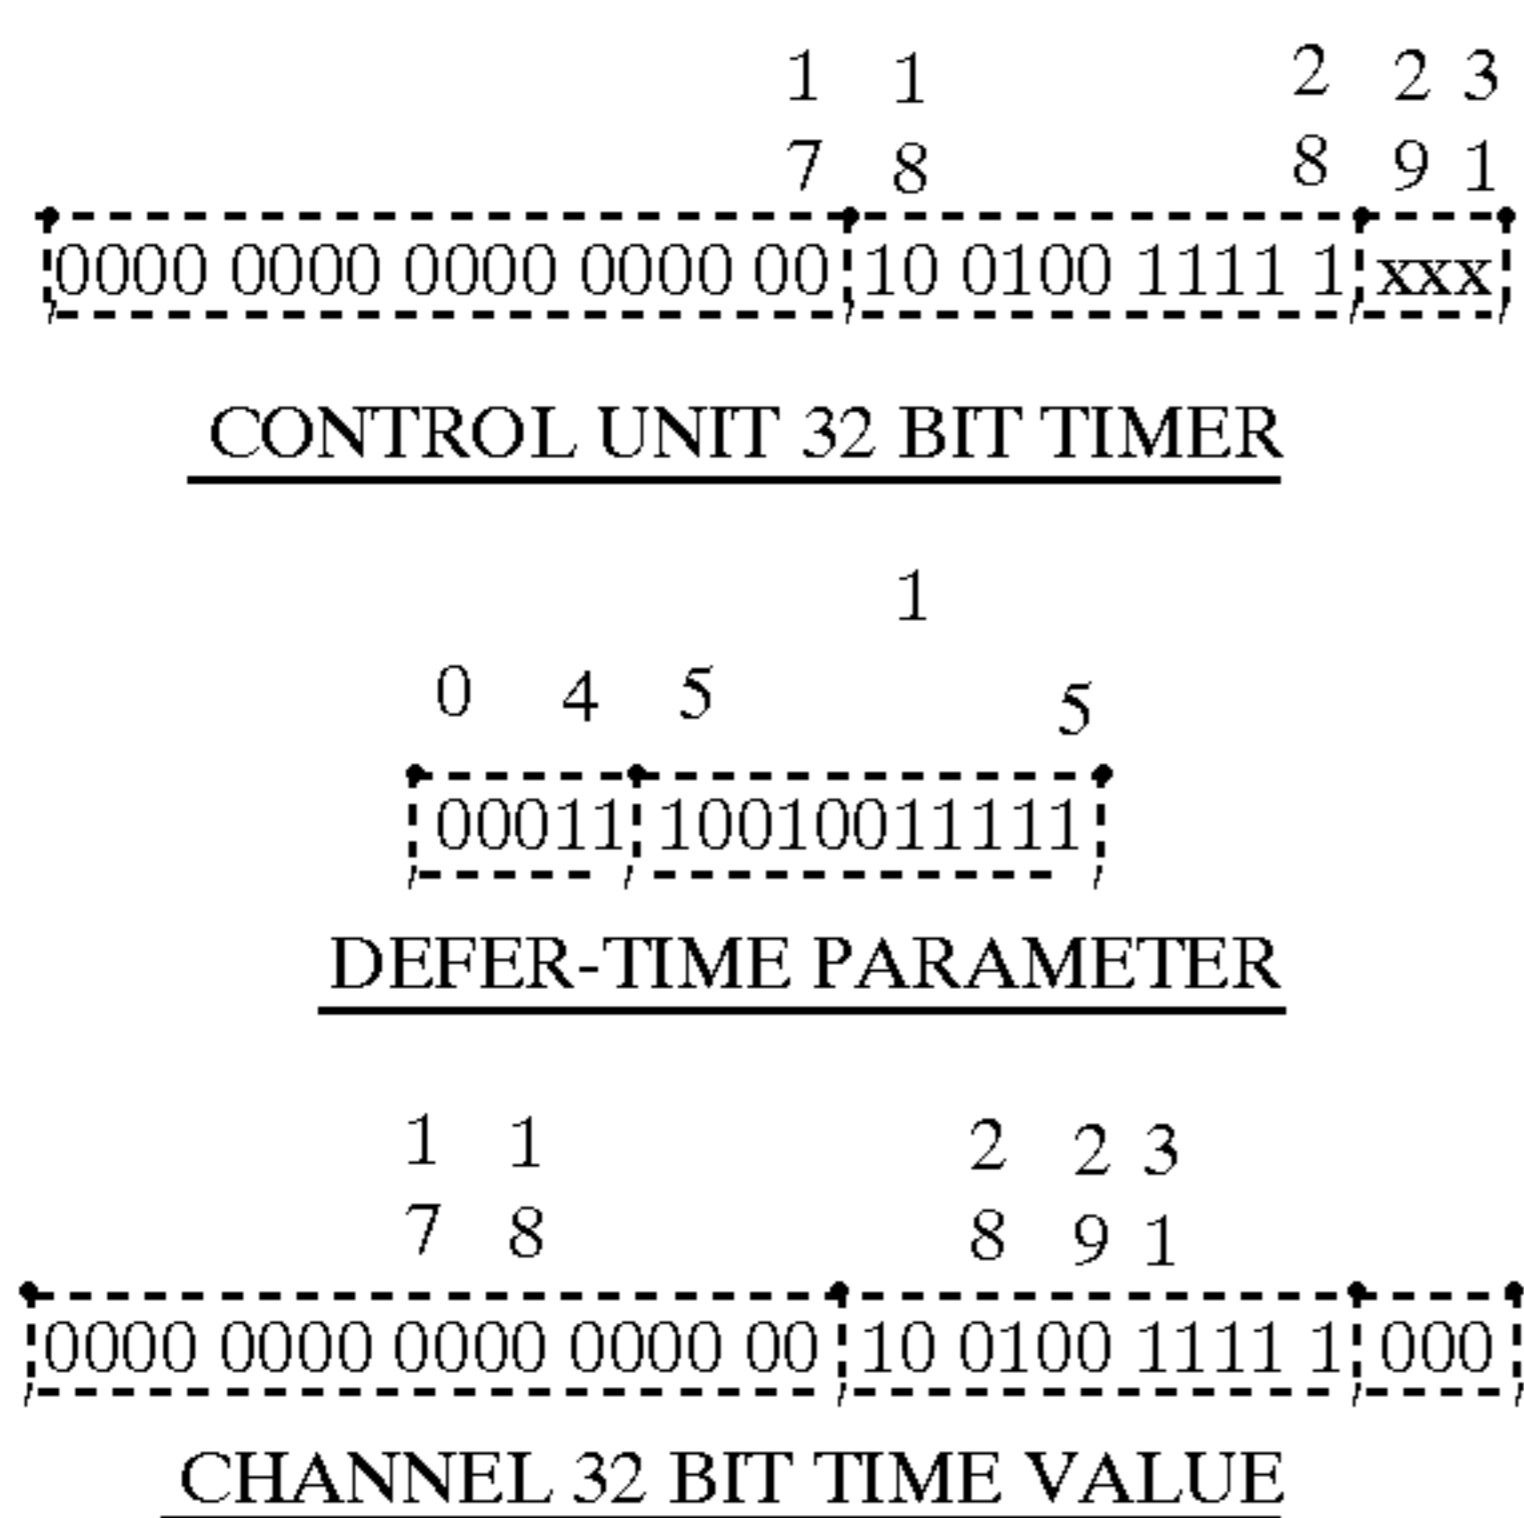 1 1 2 2 3
7 8 8 9 1
0000 0000 0000 0000 00 10 0100 1111 1 xxx
CONTROL UNIT 32 BIT TIMER
1
0 4 5 5
00011 10010011111
DEFER-TIME PARAMETER
1 1 2 2 3
7 8 8 9 1
0000 0000 0000 0000 00 10 0100 1111 1 000
CHANNEL 32 BIT TIME VALUE